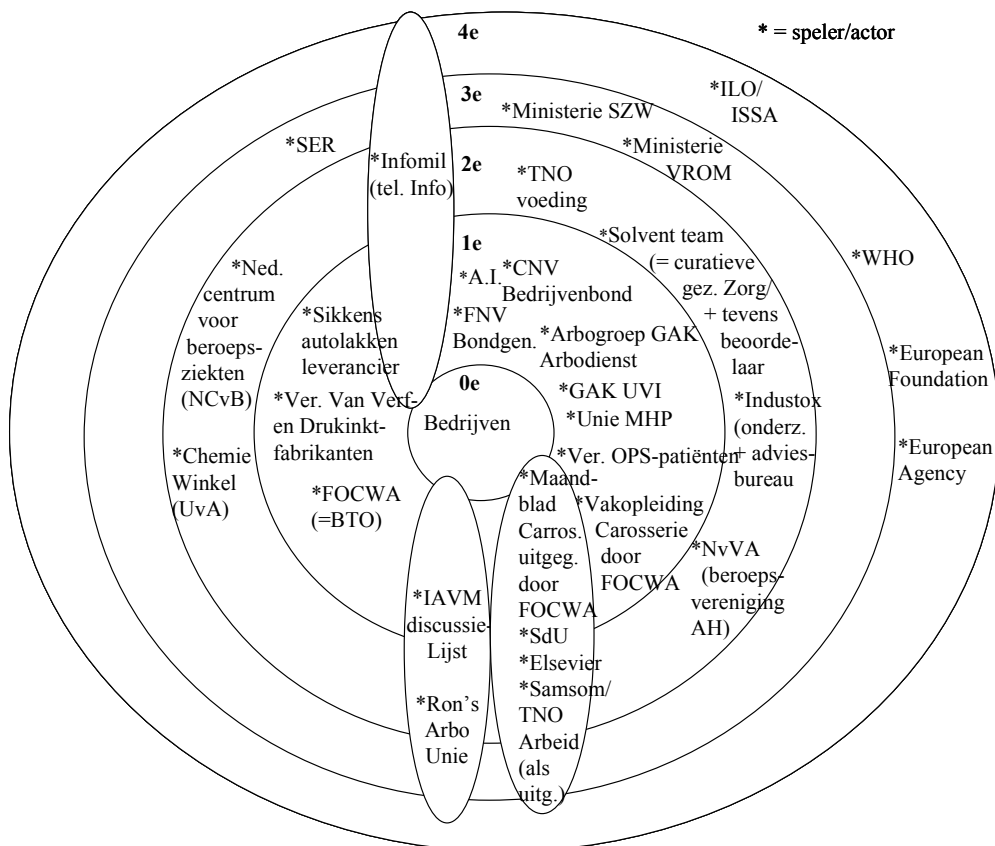 4e
* = speler/actor
*ILO/
ISSA
3e
*Ministerie SZW
*SER
*Ministerie
VROM
*Infomil
(tel. Info)
2e
*TNO
voeding
*Solvent team
(= curatieve
gez. Zorg/
+ tevens
beoorde-
laar
*WHO
1e
*A.I.
*CNV
Bedrijvenbond
*Ned.
centrum
voor
beroeps-
ziekten
(NCvB)
*Sikkens
autolakken
leverancier
*FNV
Bondgen.
*Arbogroep GAK
Arbodienst
*European
Foundation
0e
Bedrijven
*GAK UVI
*Unie MHP
*Industox
(onderz.
+ advies-
bureau
*Ver. Van Verf-
en Drukinkt-
fabrikanten
*Ver. OPS-patiënten
*European
Agency
*Chemie
Winkel
(UvA)
*FOCWA
(=BTO)
*Maand-
blad
Carros.
uitgeg.
door
FOCWA
*SdU
*Elsevier
*Samsom/
TNO
Arbeid
(als
uitg.)
*Vakopleiding
Carosserie
door
FOCWA
*NvVA
(beroeps-
vereniging
AH)
*IAVM
discussie-
Lijst
*Ron's
Arbo
Unie